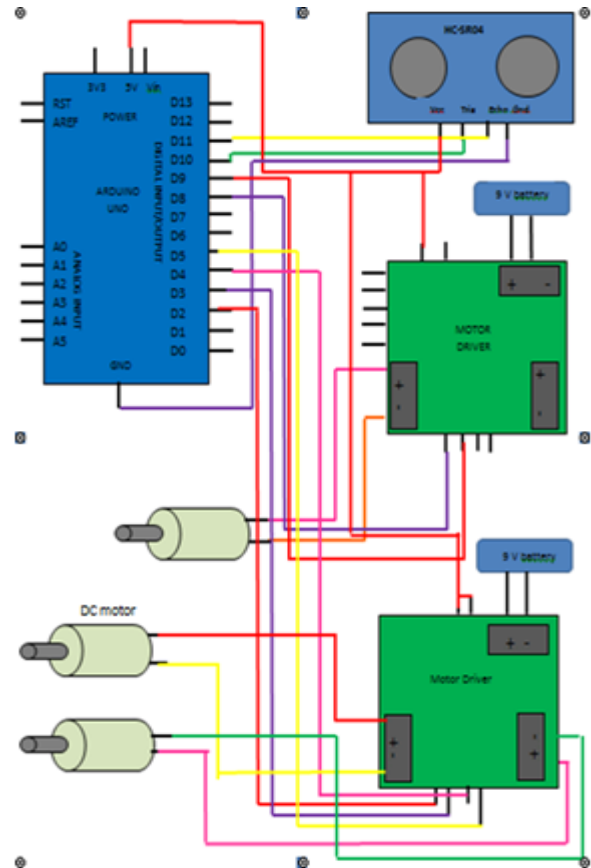 HC-SR04
Vcc Trig Echo Gnd
3V3 5V Vin
RST
AREF
POWER
ARDUINO
UNO
DIGITAL INPUT/OUTPUT
D13
D12
D11
D10
D9
D8
D7
D6
D5
D4
D3
D2
D1
D0
A0
A1
A2
A3
A4
A5
ANALOG INPUT
GND
9 V battery
+ -
MOTOR
DRIVER
+
-
+
-
9 V battery
+ -
DC motor
Motor Driver
+
-
-
+